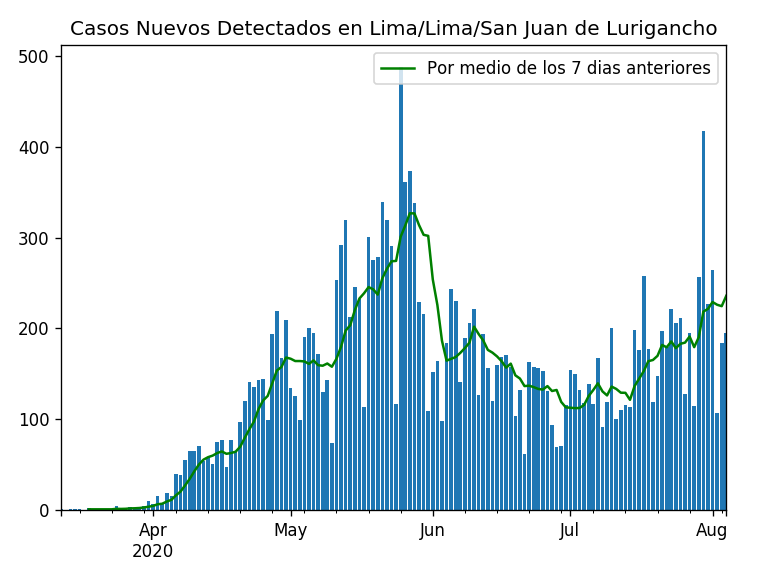 Casos Nuevos Detectados en Lima/Lima/San Juan de Lurigancho
Por medio de los 7 dias anteriores
500
400
300
200
100
0
Apr
2020
May
Jun
Jul
Aug